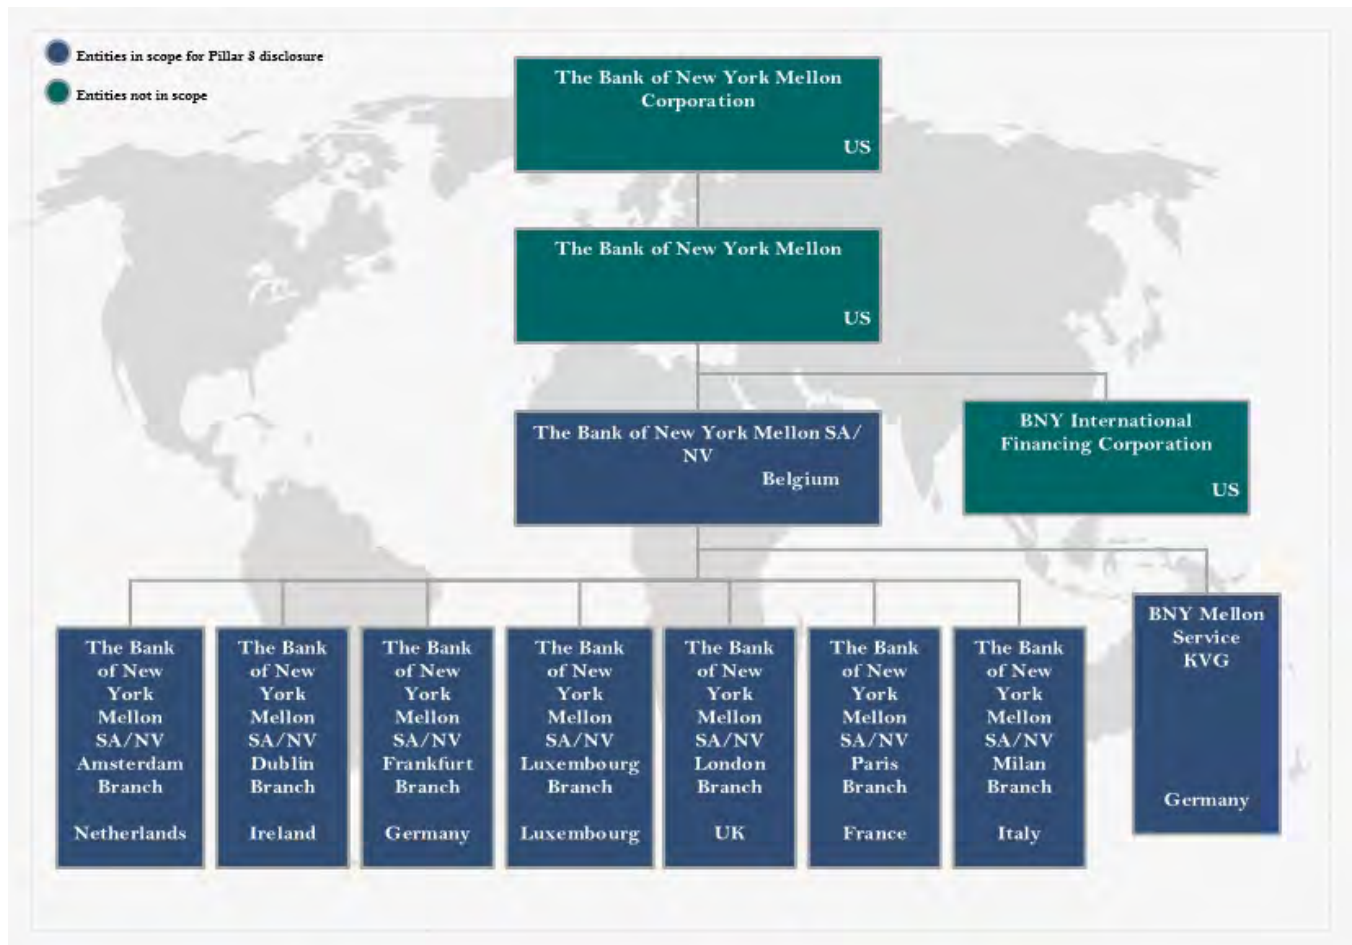 Entities in scope for Pillar 3 disclosure
Entities not in scope
The Bank of New York Mellon
Corporation
US
The Bank of New York Mellon
US
The Bank of New York Mellon SA/
NV
Belgium
BNY International
Financing Corporation
US
The Bank
of New
York
Mellon
SA/NV
Amsterdam
Branch
Netherlands
The Bank
of New
York
Mellon
SA/NV
Dublin
Branch
Ireland
The Bank
of New
York
Mellon
SA/NV
Frankfurt
Branch
Germany
The Bank
of New
York
Mellon
SA/NV
Luxembourg
Branch
Luxembourg
The Bank
of New
York
Mellon
SA/NV
London
Branch
UK
The Bank
of New
York
Mellon
SA/NV
Paris
Branch
France
The Bank
of New
York
Mellon
SA/NV
Milan
Branch
Italy
BNY Mellon
Service
KVG
Germany